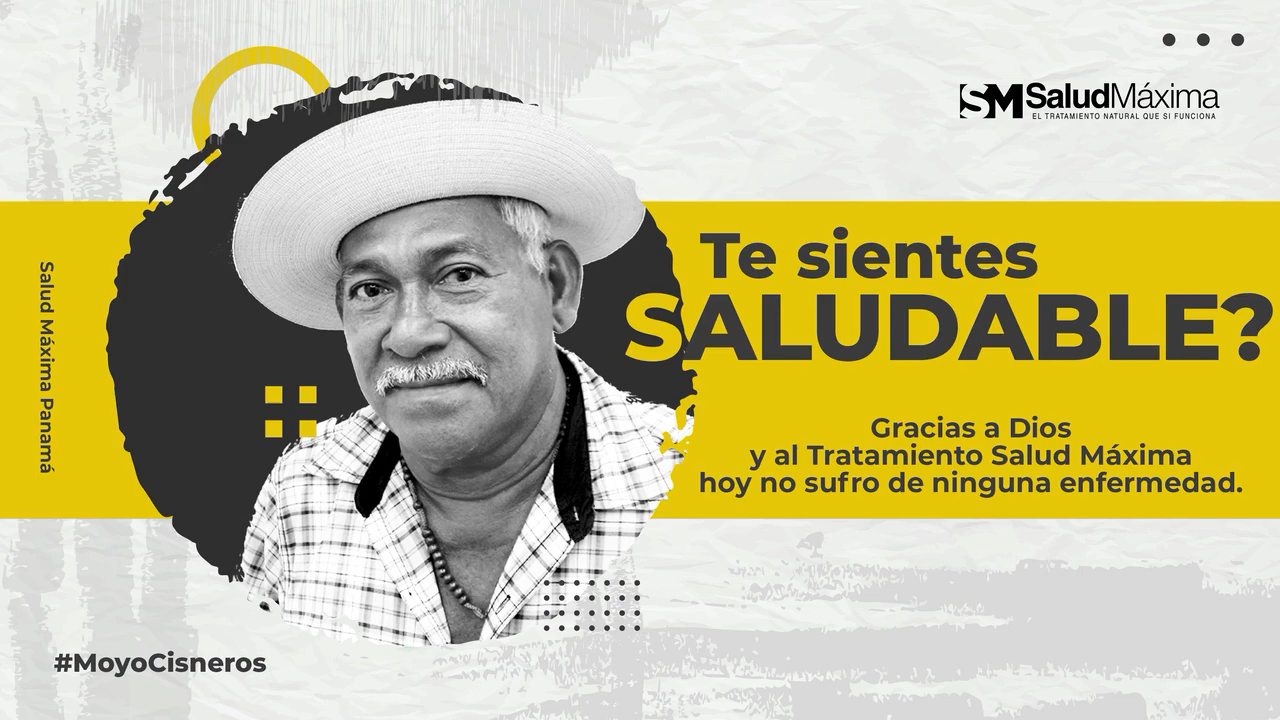 SM SaludMáxima
EL TRATAMIENTO NATURAL QUE SI FUNCIONA
Te sientes
SALUDABLE?
Gracias a Dios
y al Tratamiento Salud Máxima
hoy no sufro de ninguna enfermedad.
Salud Máxima Panamá
#MoyoCisneros